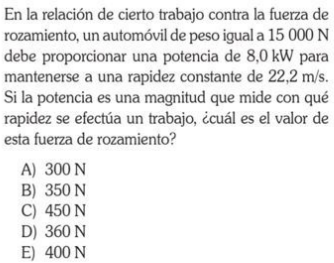 En la relación de cierto trabajo contra la fuerza de
rozamiento, un automóvil de peso igual a 15 000 N
debe proporcionar una potencia de 8,0 kW para
mantenerse a una rapidez constante de 22,2 m/s.
Si la potencia es una magnitud que mide con qué
rapidez se efectúa un trabajo, ¿cuál es el valor de
esta fuerza de rozamiento?
A) 300 N
B) 350 N
C) 450 N
D) 360 N
E) 400 N